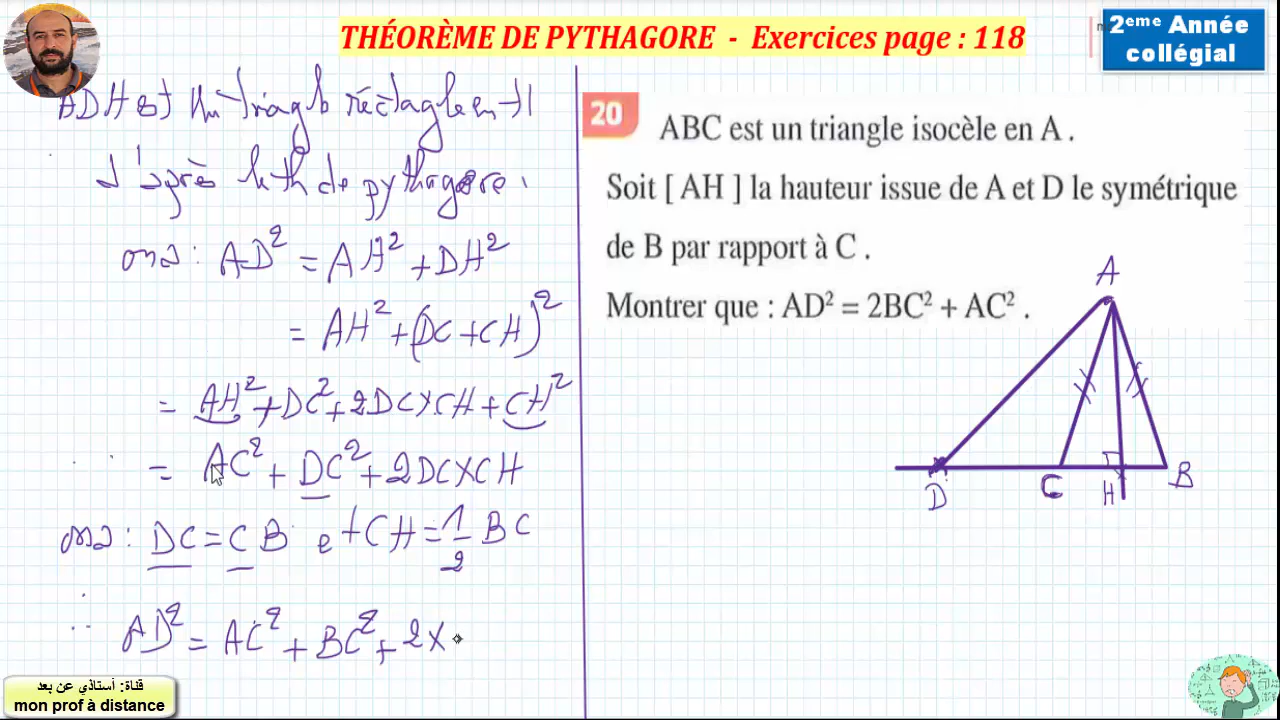 THÉORÈME DE PYTHAGORE - Exercices page : 118
2eme Année
collégial
ADH est un triangle réctagle en H
d'après le th de pythagore.
on a : AD² = AH² + DH²
= AH² + (DC + CH)²
= AH² + DC² + 2DC × CH + CH²
= AC² + DC² + 2DC × CH
on a : DC = CB et CH = 1/2 BC
AD² = AC² + BC² + 2 ×
20
ABC est un triangle isocèle en A .
Soit [ AH ] la hauteur issue de A et D le symétrique
de B par rapport à C .
Montrer que : AD² = 2BC² + AC² .
A
D
C
H
B
قناة: أستاذي عن بعد
mon prof à distance